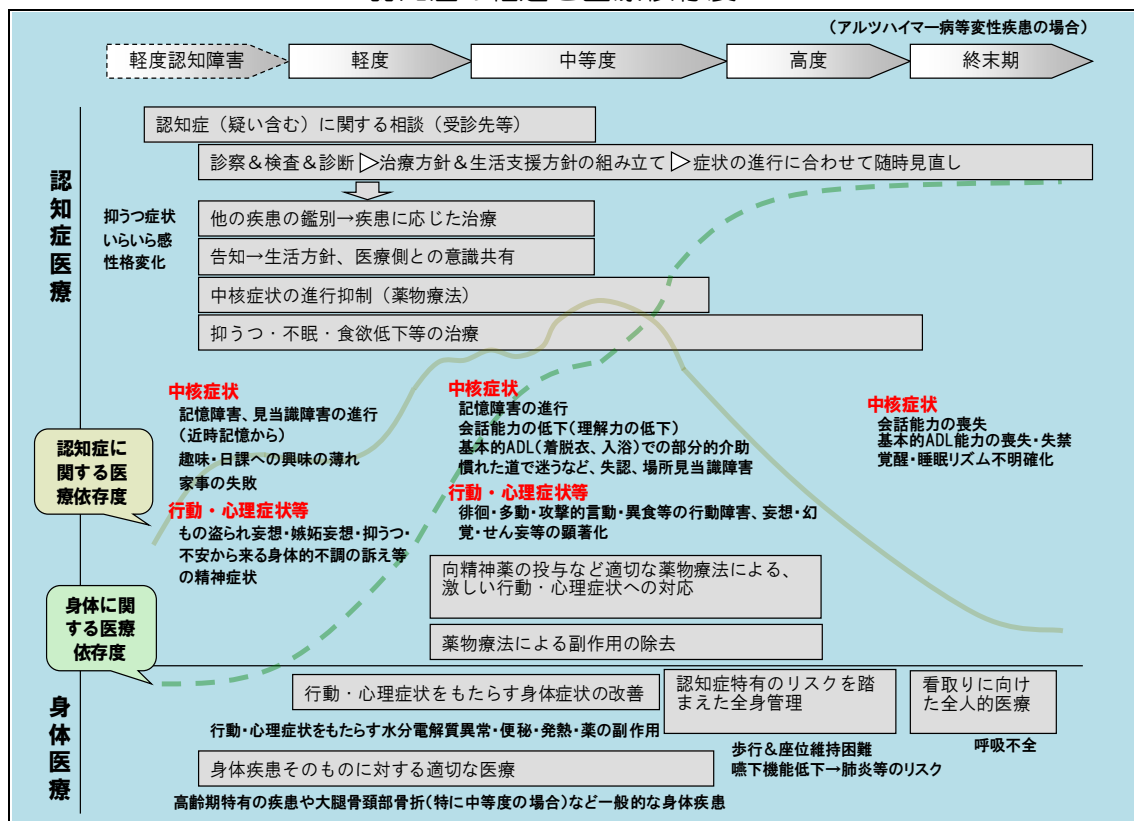 (アルツハイマー病等変性疾患の場合)
軽度認知障害
軽度
中等度
高度
終末期
認知症医療
認知症（疑い含む）に関する相談（受診先等）
診察＆検査＆診断▷治療方針＆生活支援方針の組み立て▷症状の進行に合わせて随時見直し
抑うつ症状
いらいら感
性格変化
他の疾患の鑑別→疾患に応じた治療
告知→生活方針、医療側との意識共有
中核症状の進行抑制（薬物療法）
抑うつ・不眠・食欲低下等の治療
中核症状
記憶障害、見当識障害の進行
(近時記憶から)
趣味・日課への興味の薄れ
家事の失敗
行動・心理症状等
もの盗られ妄想・嫉妬妄想・抑うつ・
不安から来る身体的不調の訴え等
の精神症状
中核症状
記憶障害の進行
会話能力の低下(理解力の低下)
基本的ADL(着脱衣、入浴)での部分的介助
慣れた道で迷うなど、失認、場所見当識障害
行動・心理症状等
徘徊・多動・攻撃的言動・異食等の行動障害、妄想・幻
覚・せん妄等の顕著化
中核症状
会話能力の喪失
基本的ADL能力の喪失・失禁
覚醒・睡眠リズム不明確化
認知症に
関する医
療依存度
向精神薬の投与など適切な薬物療法による、
激しい行動・心理症状への対応
薬物療法による副作用の除去
身体に関
する医療
依存度
身体医療
行動・心理症状をもたらす身体症状の改善
行動・心理症状をもたらす水分電解質異常・便秘・発熱・薬の副作用
認知症特有のリスクを踏
まえた全身管理
歩行＆座位維持困難
嚥下機能低下→肺炎等のリスク
看取りに向け
た全人的医療
呼吸不全
身体疾患そのものに対する適切な医療
高齢期特有の疾患や大腿骨頚部骨折(特に中等度の場合)など一般的な身体疾患